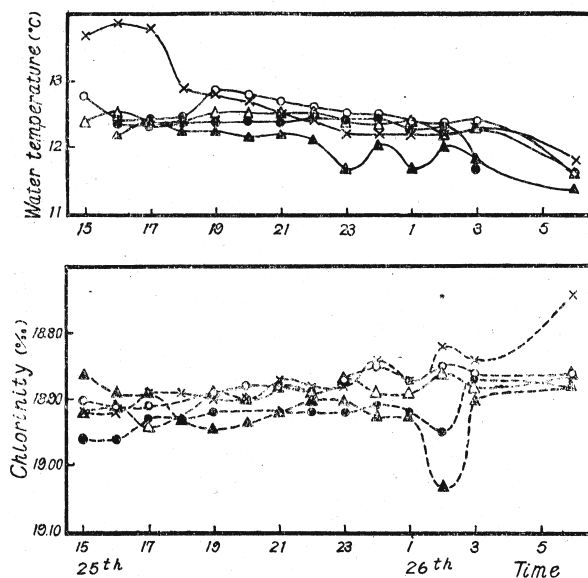 Water temperature (°C)
13
12
11
15 17 19 21 23 1 3 5
Chlorinity (‰)
18.80
18.90
19.00
19.10
15 17 19 21 23 1 3 5
25th 26th Time